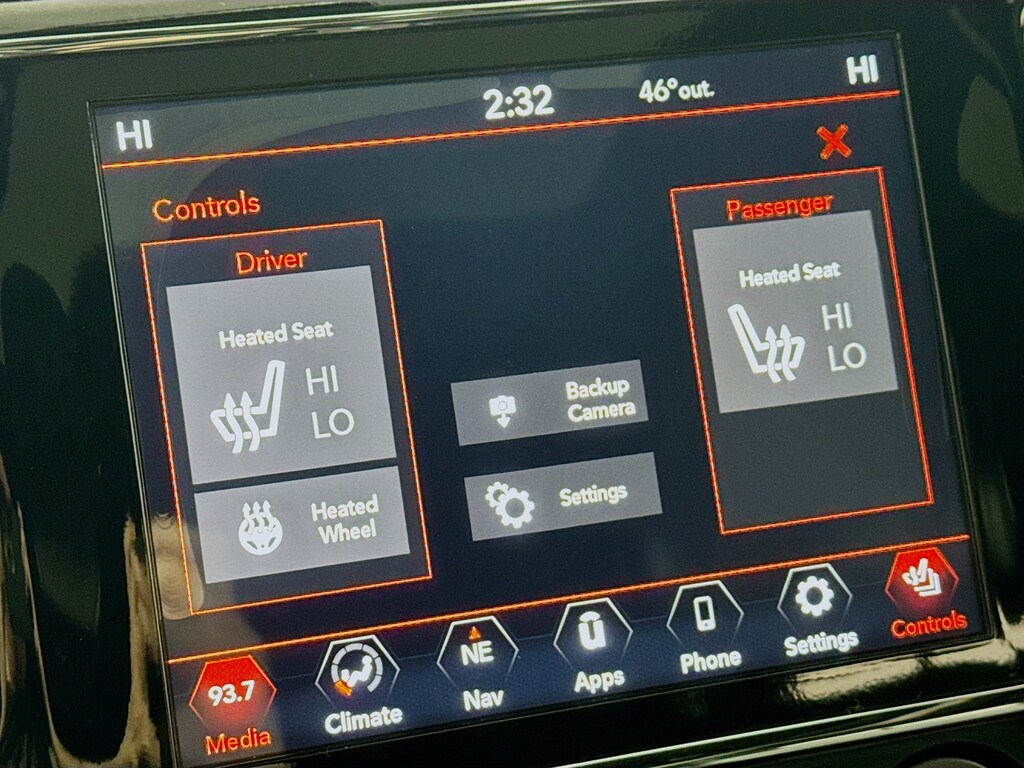 HI 2:32 46°out. HI
Controls
Driver
Heated Seat
HI
LO
Heated
Wheel
Backup
Camera
Settings
Passenger
Heated Seat
HI
LO
93.7
Media
Climate
NE
Nav
Apps
Phone
Settings
Controls